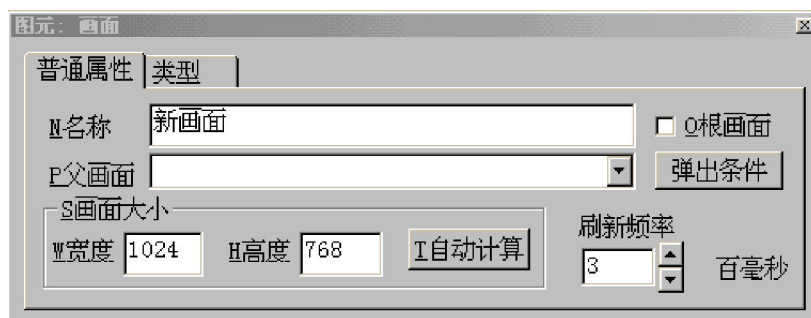 图元: 画面
普通属性 类型
N名称 新画面 O根画面
P父画面 弹出条件
S画面大小
W宽度 1024 H高度 768 T自动计算
刷新频率
3 百毫秒